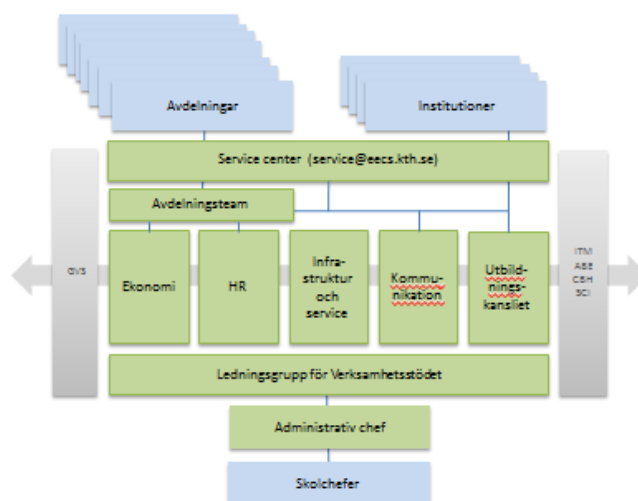 Avdelningar
Institutioner
Service center (service@eecs.kth.se)
Avdelningsteam
GVS
Ekonomi
HR
Infra-
struktur
och
service
Kommu-
nikation
Utbild-
nings-
kansliet
ITM
ABE
CBH
SCI
Ledningsgrupp för Verksamhetsstödet
Administrativ chef
Skolchefer